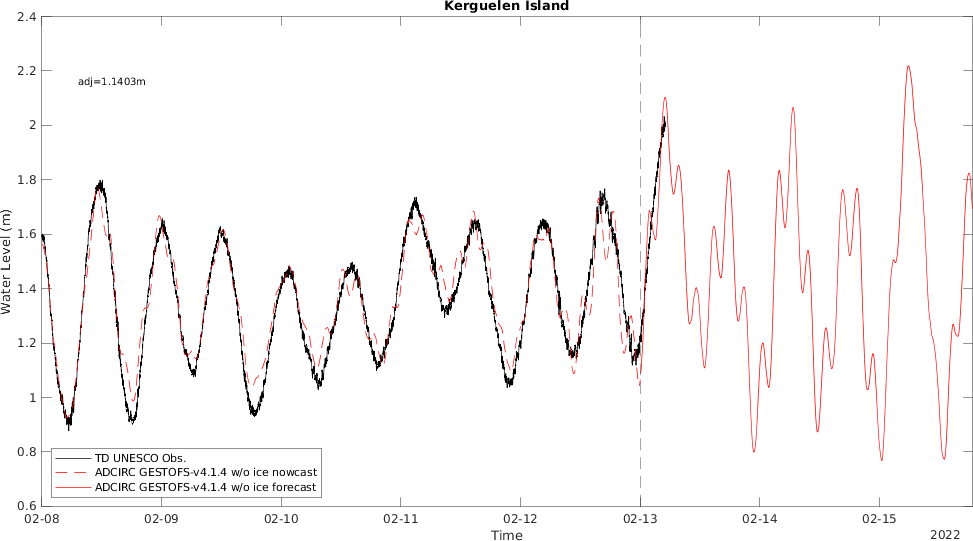 Kerguelen Island
2.4
2.2
2
1.8
1.6
1.4
1.2
1
0.8
0.6
Water Level (m)
adj=1.1403m
TD UNESCO Obs.
ADCIRC GESTOFS-v4.1.4 w/o ice nowcast
ADCIRC GESTOFS-v4.1.4 w/o ice forecast
02-08 02-09 02-10 02-11 02-12 02-13 02-14 02-15
Time
2022